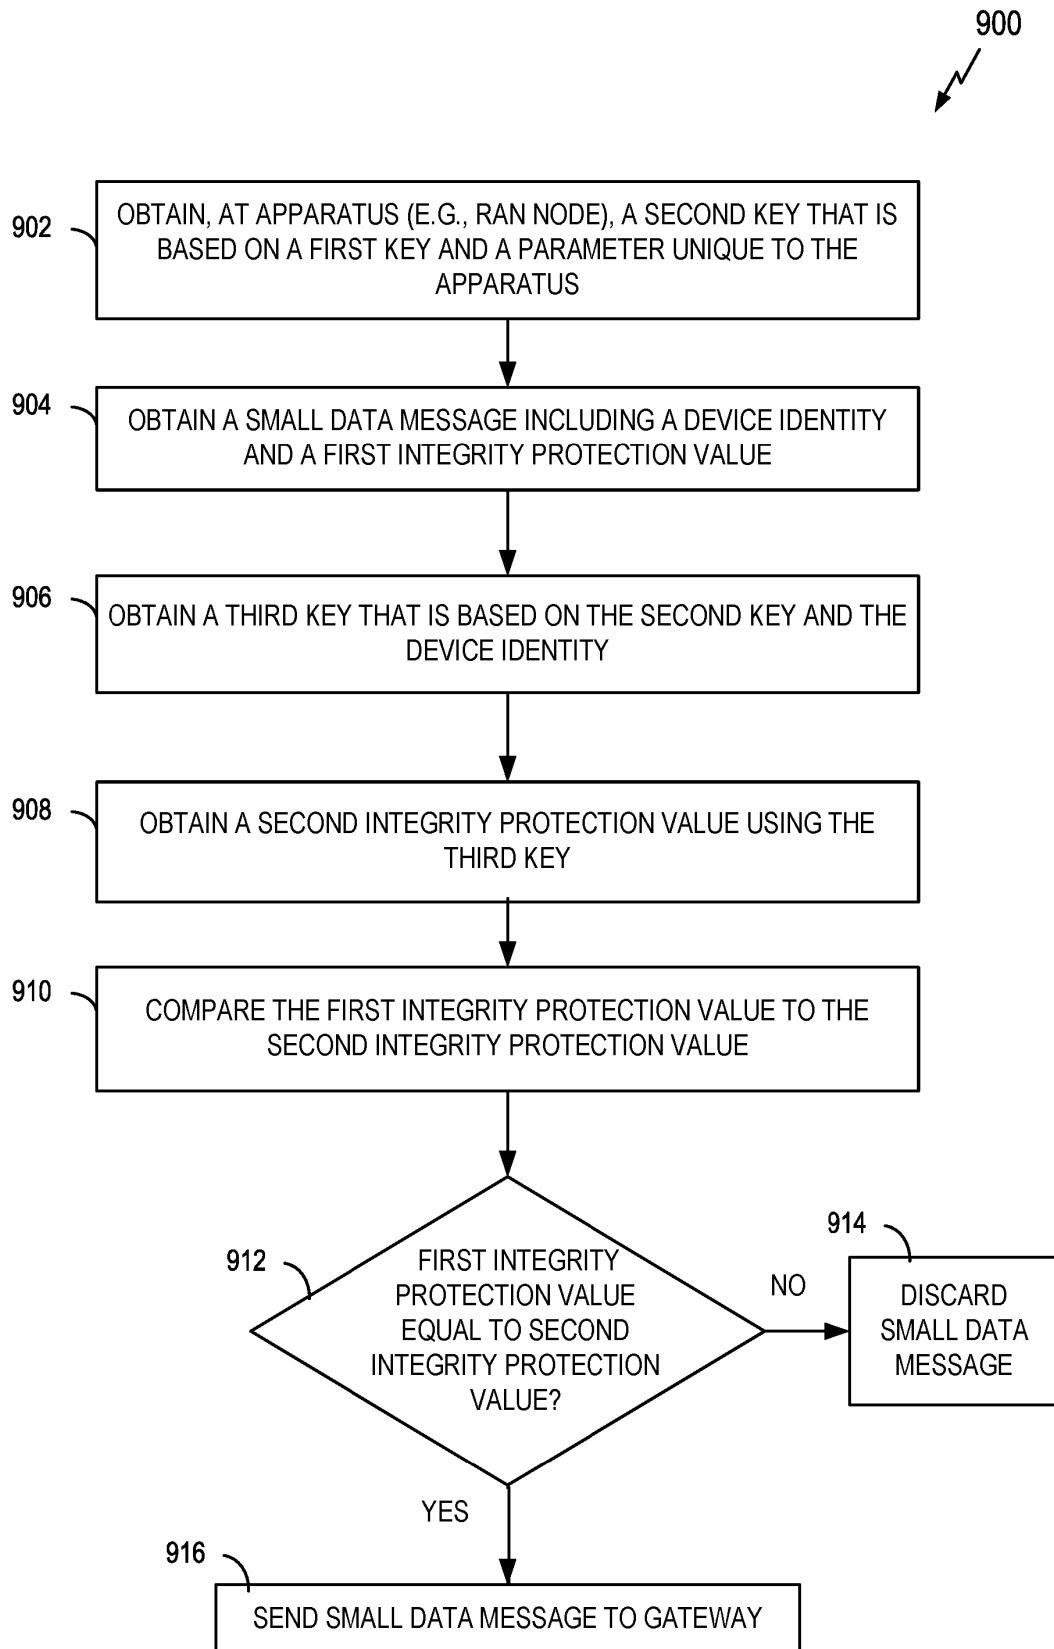 900
902
OBTAIN, AT APPARATUS (E.G., RAN NODE), A SECOND KEY THAT IS
BASED ON A FIRST KEY AND A PARAMETER UNIQUE TO THE
APPARATUS
904
OBTAIN A SMALL DATA MESSAGE INCLUDING A DEVICE IDENTITY
AND A FIRST INTEGRITY PROTECTION VALUE
906
OBTAIN A THIRD KEY THAT IS BASED ON THE SECOND KEY AND THE
DEVICE IDENTITY
908
OBTAIN A SECOND INTEGRITY PROTECTION VALUE USING THE
THIRD KEY
910
COMPARE THE FIRST INTEGRITY PROTECTION VALUE TO THE
SECOND INTEGRITY PROTECTION VALUE
912
FIRST INTEGRITY
PROTECTION VALUE
EQUAL TO SECOND
INTEGRITY PROTECTION
VALUE?
NO
914
DISCARD
SMALL DATA
MESSAGE
YES
916
SEND SMALL DATA MESSAGE TO GATEWAY